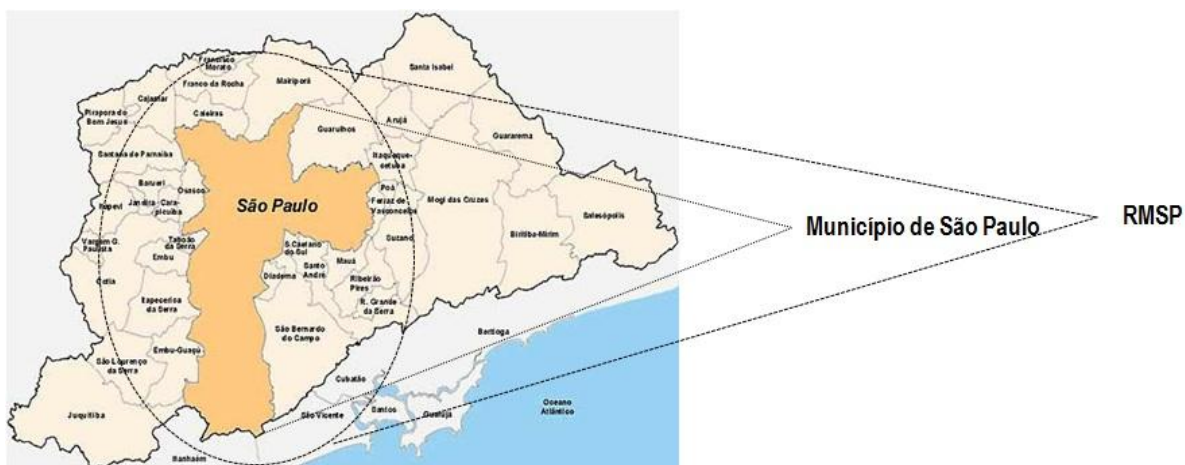 Francisco
Morato
Santa Isabel
Franco da Rocha
Mairiporã
Cajamar
Pirapora do
Bom Jesus
Caieiras
Arujá
Guarulhos
Guararema
Santana de Parnaíba
Itaquaque-
cetuba
Barueri
Osasco
Poá
Jandira
Cara-
picuíba
Ferraz de
Vasconcelos
Mogi das Cruzes
Itapevi
São Paulo
Salesópolis
Município de São Paulo
RMSP
Vargem G.
Paulista
Taboão
da Serra
Suzano
Biritiba-Mirim
Embu
S.Caetano
do Sul
Mauá
Diadema
Santo
André
Ribeirão
Pires
Cotia
Itapecerica
da Serra
R. Grande
da Serra
São Bernardo
do Campo
Bertioga
Embu-Guaçú
São Lourenço
da Serra
Cubatão
Juquitiba
São Vicente
Santos
Guarujá
Oceano
Atlântico
Itanhaém